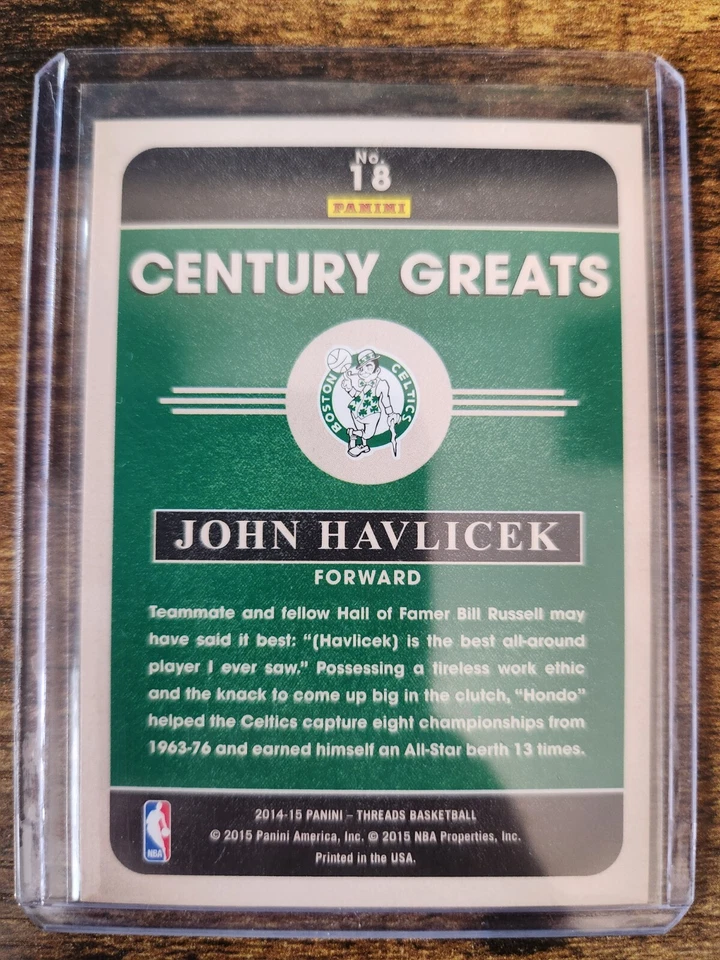 No.
18
PANINI
CENTURY GREATS
BOSTON CELTICS
JOHN HAVLICEK
FORWARD
Teammate and fellow Hall of Famer Bill Russell may
have said it best: “(Havlicek) is the best all-around
player I ever saw.” Possessing a tireless work ethic
and the knack to come up big in the clutch, “Hondo”
helped the Celtics capture eight championships from
1963-76 and earned himself an All-Star berth 13 times.
2014-15 PANINI – THREADS BASKETBALL
© 2015 Panini America, Inc. © 2015 NBA Properties, Inc.
Printed in the USA.
NBA